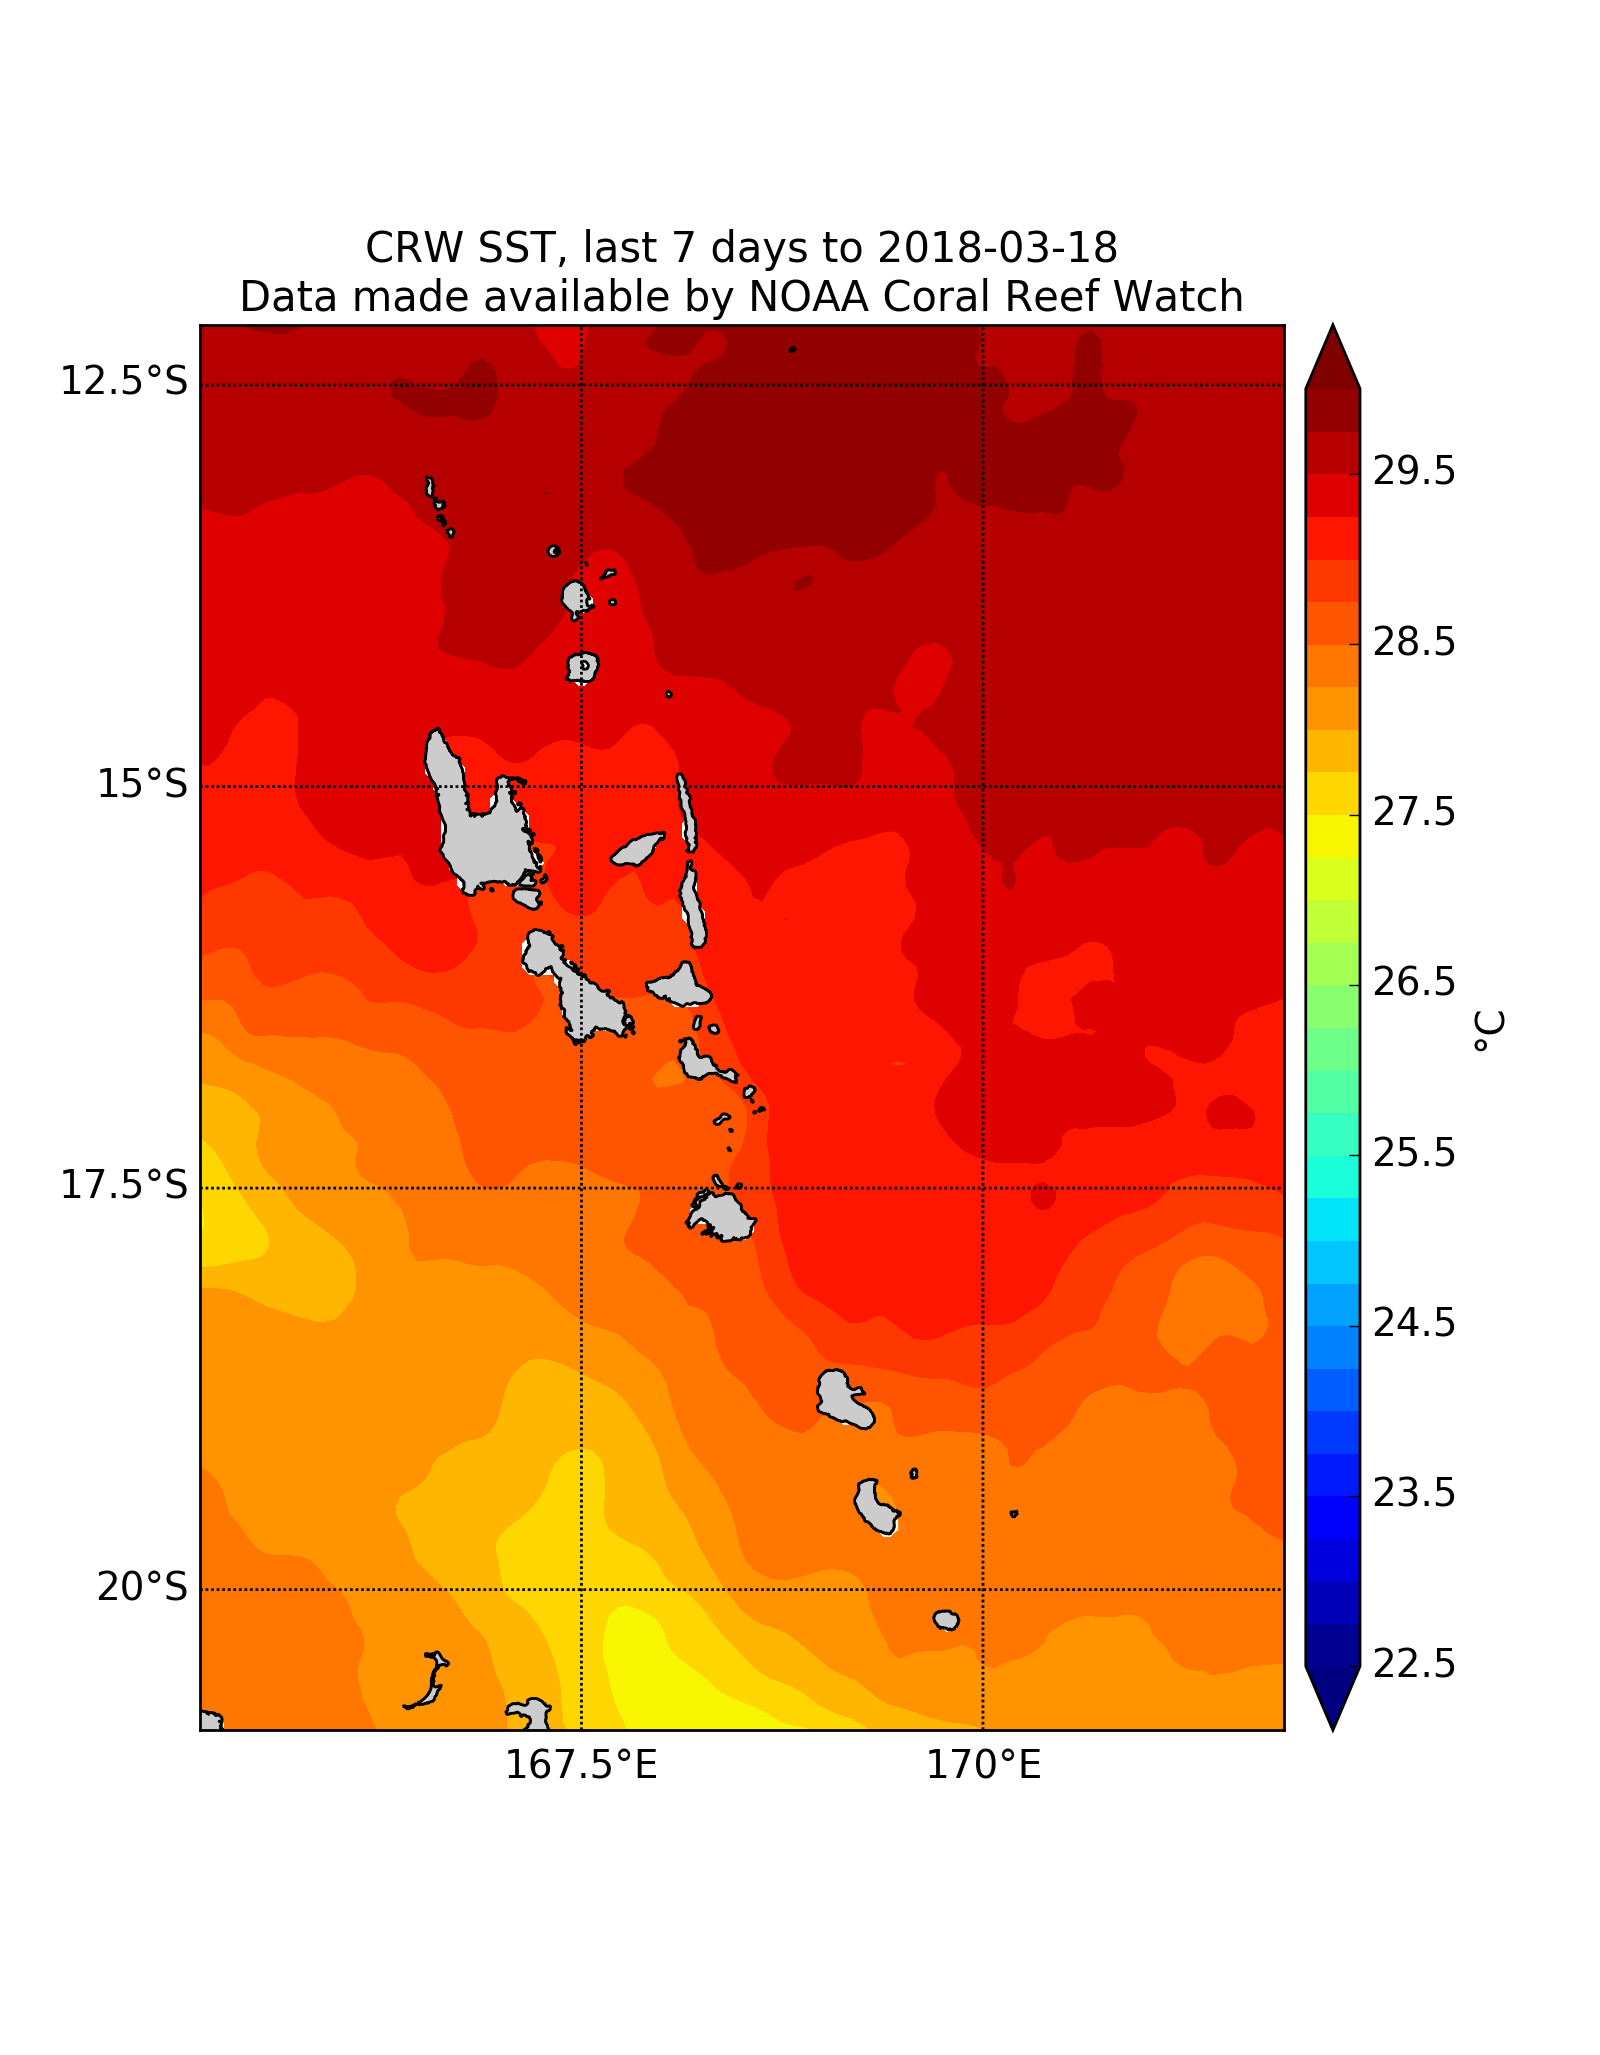 CRW SST, last 7 days to 2018-03-18
Data made available by NOAA Coral Reef Watch
12.5°S
15°S
17.5°S
20°S
167.5°E
170°E
29.5
28.5
27.5
26.5
25.5
24.5
23.5
22.5
°C